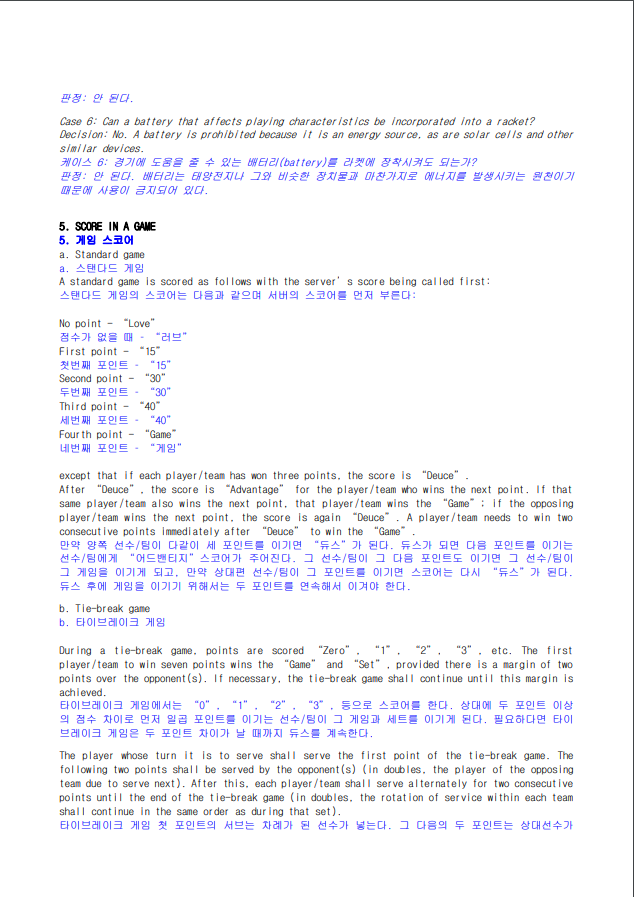 판정: 안 된다.
Case 6: Can a battery that affects playing characteristics be incorporated into a racket?
Decision: No. A battery is prohibited because it is an energy source, as are solar cells and other
similar devices.
케이스 6: 경기에 도움을 줄 수 있는 배터리(battery)를 라켓에 장착시켜도 되는가?
판정: 안 된다. 배터리는 태양전지나 그와 비슷한 장치물과 마찬가지로 에너지를 발생시키는 원천이기
때문에 사용이 금지되어 있다.
5. SCORE IN A GAME
5. 게임 스코어
a. Standard game
a. 스탠다드 게임
A standard game is scored as follows with the server's score being called first:
스탠다드 게임의 스코어는 다음과 같으며 서버의 스코어를 먼저 부른다:
No point - “Love”
점수가 없을 때 - “러브”
First point - “15”
첫번째 포인트 - “15”
Second point - “30”
두번째 포인트 - “30”
Third point - “40”
세번째 포인트 - “40”
Fourth point - “Game”
네번째 포인트 - “게임”
except that if each player/team has won three points, the score is “Deuce”.
After “Deuce”, the score is “Advantage” for the player/team who wins the next point. If that
same player/team also wins the next point, that player/team wins the “Game”; if the opposing
player/team wins the next point, the score is again “Deuce”. A player/team needs to win two
consecutive points immediately after “Deuce” to win the “Game”.
만약 양쪽 선수/팀이 다같이 세 포인트를 이기면 “듀스”가 된다. 듀스가 되면 다음 포인트를 이기는
선수/팀에게 “어드밴티지”스코어가 주어진다. 그 선수/팀이 그 다음 포인트도 이기면 그 선수/팀이
그 게임을 이기게 되고, 만약 상대편 선수/팀이 그 포인트를 이기면 스코어는 다시 “듀스”가 된다.
듀스 후에 게임을 이기기 위해서는 두 포인트를 연속해서 이겨야 한다.
b. Tie-break game
b. 타이브레이크 게임
During a tie-break game, points are scored “Zero”, “1”, “2”, “3”, etc. The first
player/team to win seven points wins the “Game” and “Set”, provided there is a margin of two
points over the opponent(s). If necessary, the tie-break game shall continue until this margin is
achieved.
타이브레이크 게임에서는 “0”, “1”, “2”, “3”, 등으로 스코어를 한다. 상대에 두 포인트 이상
의 점수 차이로 먼저 일곱 포인트를 이기는 선수/팀이 그 게임과 세트를 이기게 된다. 필요하다면 타이
브레이크 게임은 두 포인트 차이가 날 때까지 듀스를 계속한다.
The player whose turn it is to serve shall serve the first point of the tie-break game. The
following two points shall be served by the opponent(s) (in doubles, the player of the opposing
team due to serve next). After this, each player/team shall serve alternately for two consecutive
points until the end of the tie-break game (in doubles, the rotation of service within each team
shall continue in the same order as during that set).
타이브레이크 게임 첫 포인트의 서브는 차례가 된 선수가 넣는다. 그 다음의 두 포인트는 상대선수가